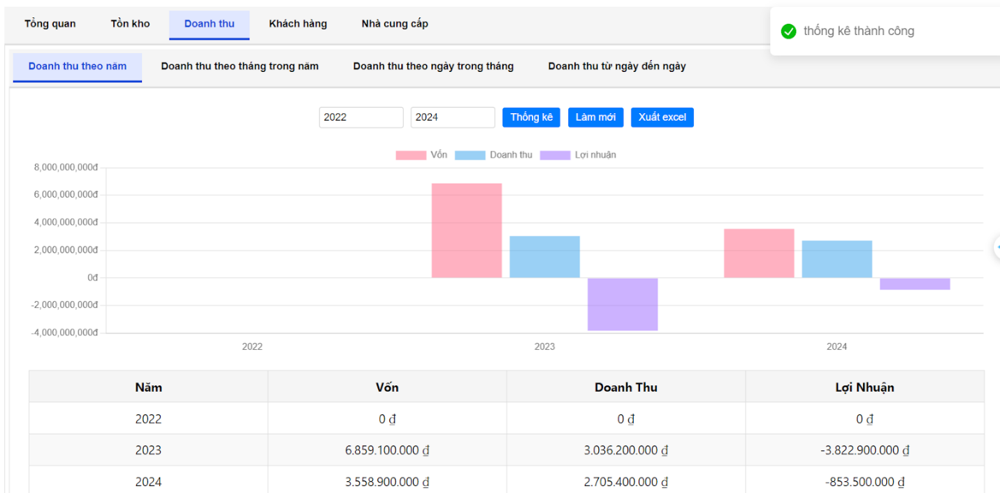 Tổng quan Tồn kho Doanh thu Khách hàng Nhà cung cấp
thống kê thành công
Doanh thu theo năm Doanh thu theo tháng trong năm Doanh thu theo ngày trong tháng Doanh thu từ ngày đến ngày
2022 2024 Thống kê Làm mới Xuất excel
Vốn Doanh thu Lợi nhuận
8,000,000,000đ
6,000,000,000đ
4,000,000,000đ
2,000,000,000đ
0đ
-2,000,000,000đ
-4,000,000,000đ
2022 2023 2024
Năm Vốn Doanh Thu Lợi Nhuận
2022 0 ₫ 0 ₫ 0 ₫
2023 6.859.100.000 ₫ 3.036.200.000 ₫ -3.822.900.000 ₫
2024 3.558.900.000 ₫ 2.705.400.000 ₫ -853.500.000 ₫